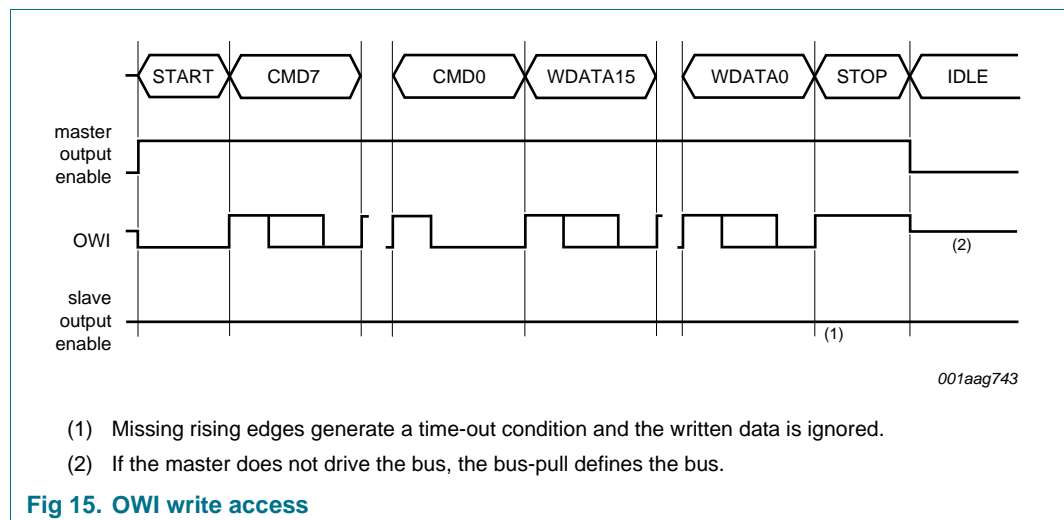 START CMD7 CMD0 WDATA15 WDATA0 STOP IDLE
master
output
enable
OWI
(2)
slave
output
enable
(1)
001aag743
(1) Missing rising edges generate a time-out condition and the written data is ignored.
(2) If the master does not drive the bus, the bus-pull defines the bus.
Fig 15. OWI write access